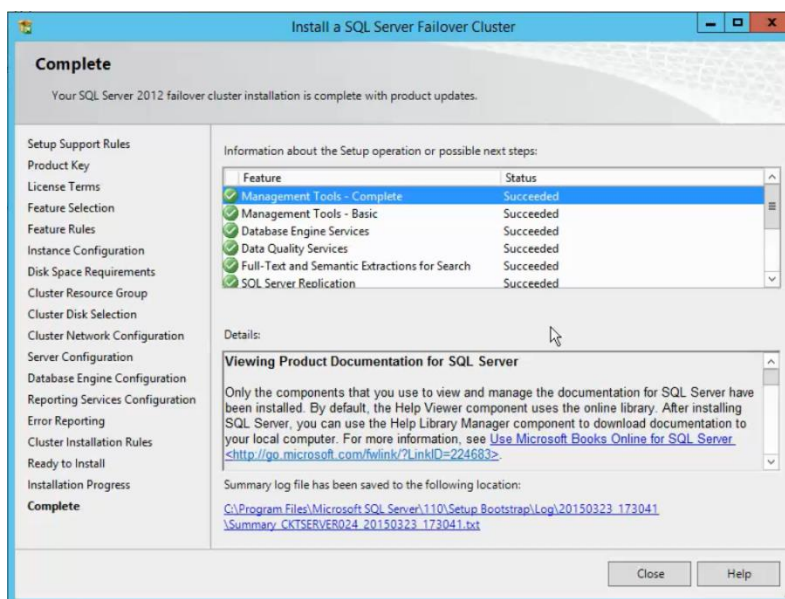 Install a SQL Server Failover Cluster
Complete
Your SQL Server 2012 failover cluster installation is complete with product updates.
Setup Support Rules
Product Key
License Terms
Feature Selection
Feature Rules
Instance Configuration
Disk Space Requirements
Cluster Resource Group
Cluster Disk Selection
Cluster Network Configuration
Server Configuration
Database Engine Configuration
Reporting Services Configuration
Error Reporting
Cluster Installation Rules
Ready to Install
Installation Progress
Complete
Information about the Setup operation or possible next steps:
Feature Status
Management Tools - Complete Succeeded
Management Tools - Basic Succeeded
Database Engine Services Succeeded
Data Quality Services Succeeded
Full-Text and Semantic Extractions for Search Succeeded
SQL Server Replication Succeeded
Details:
Viewing Product Documentation for SQL Server
Only the components that you use to view and manage the documentation for SQL Server have
been installed. By default, the Help Viewer component uses the online library. After installing
SQL Server, you can use the Help Library Manager component to download documentation to
your local computer. For more information, see Use Microsoft Books Online for SQL Server
<http://go.microsoft.com/fwlink/?LinkID=224683>.
Summary log file has been saved to the following location:
C:\Program Files\Microsoft SQL Server\110\Setup Bootstrap\Log\20150323_173041
\Summary_CKTSERVER024_20150323_173041.txt
Close Help